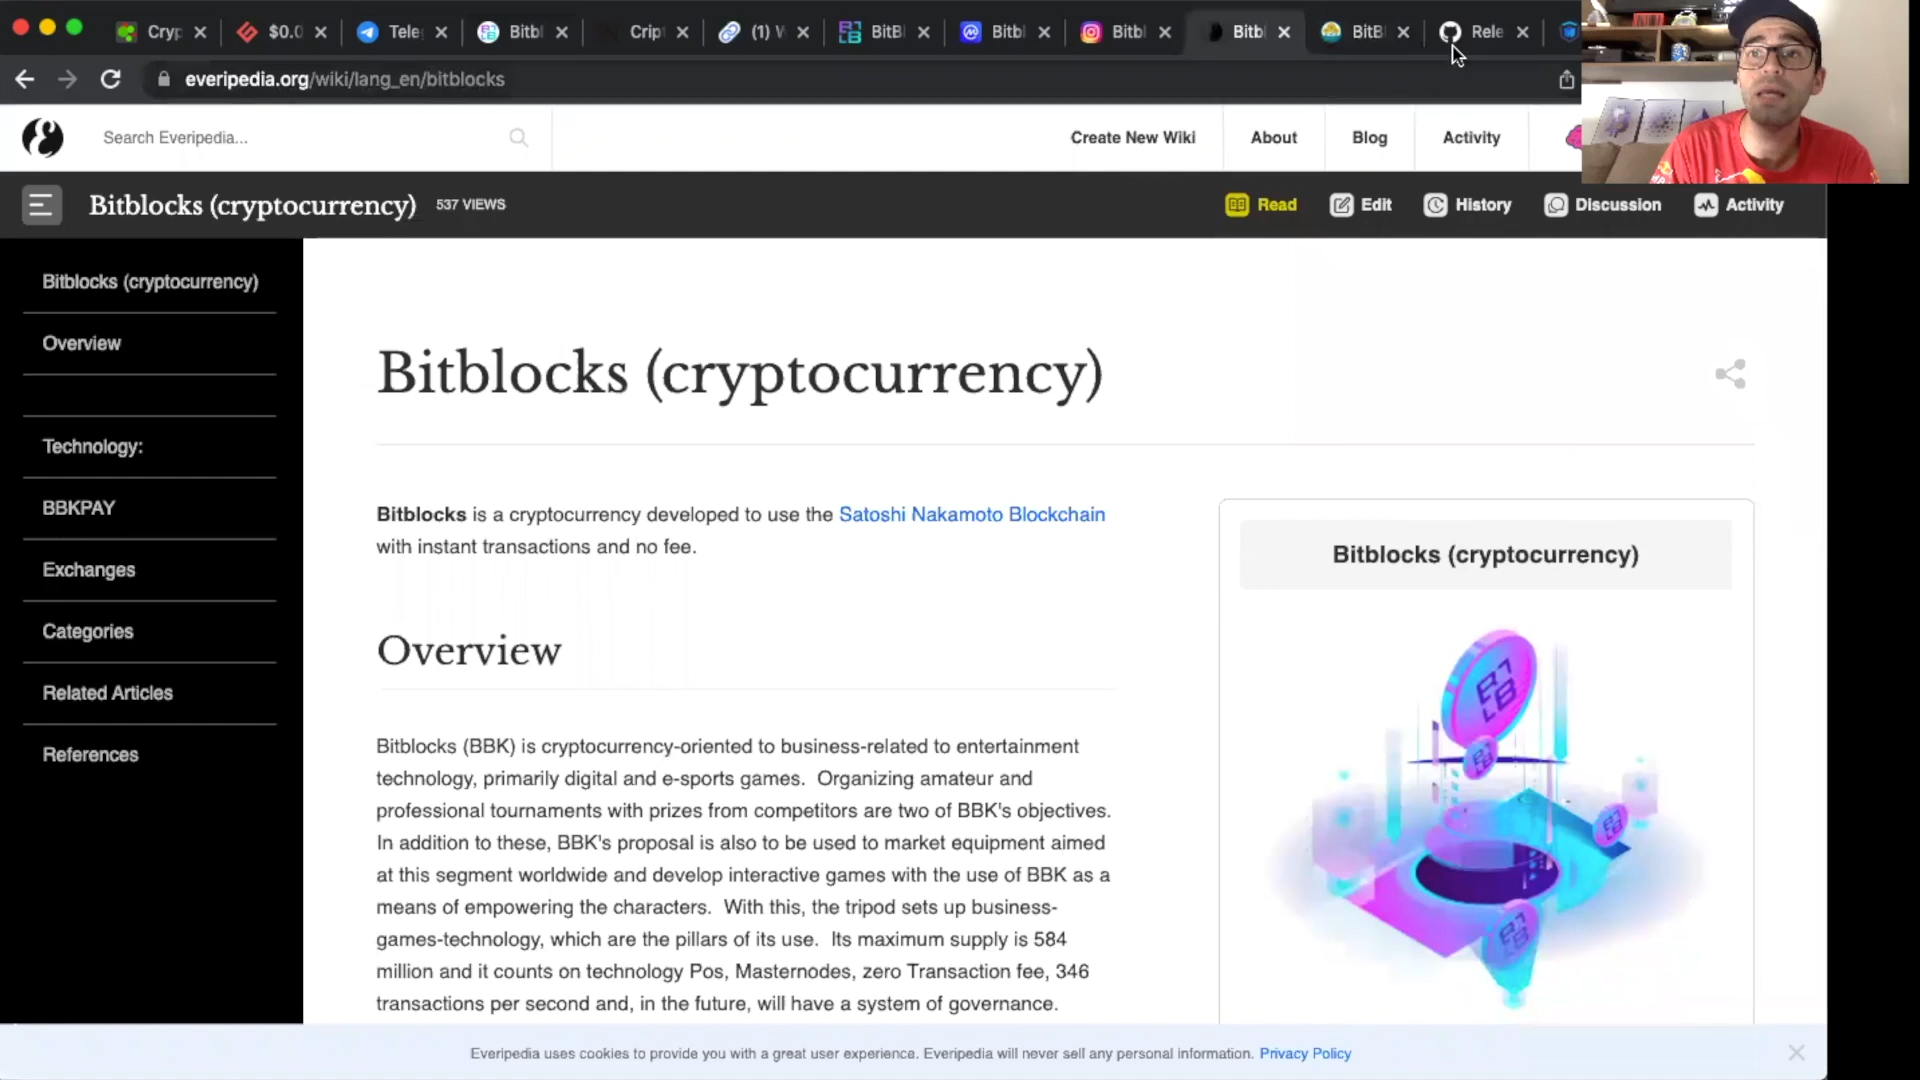 Cryp
$0.0
Tele
Bitbl
Crip
(1) W
BitBl
Bitbl
Bitbl
Bitbl
BitB
Rele
everipedia.org/wiki/lang_en/bitblocks
Search Everipedia...
Create New Wiki
About
Blog
Activity
Bitblocks (cryptocurrency)
537 VIEWS
Read
Edit
History
Discussion
Activity
Bitblocks (cryptocurrency)
Overview
Technology:
BBKPAY
Exchanges
Categories
Related Articles
References
Bitblocks (cryptocurrency)
Bitblocks is a cryptocurrency developed to use the Satoshi Nakamoto Blockchain
with instant transactions and no fee.
Overview
Bitblocks (BBK) is cryptocurrency-oriented to business-related to entertainment
technology, primarily digital and e-sports games. Organizing amateur and
professional tournaments with prizes from competitors are two of BBK's objectives.
In addition to these, BBK's proposal is also to be used to market equipment aimed
at this segment worldwide and develop interactive games with the use of BBK as a
means of empowering the characters. With this, the tripod sets up business-
games-technology, which are the pillars of its use. Its maximum supply is 584
million and it counts on technology Pos, Masternodes, zero Transaction fee, 346
transactions per second and, in the future, will have a system of governance.
Bitblocks (cryptocurrency)
Everipedia uses cookies to provide you with a great user experience. Everipedia will never sell any personal information. Privacy Policy